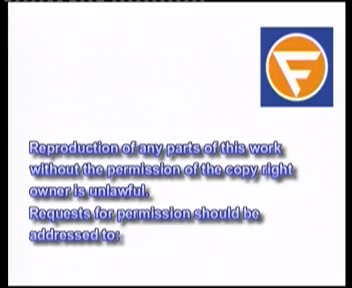 F
Reproduction of any parts of this work
without the permission of the copy right
owner is unlawful.
Requests for permission should be
addressed to: